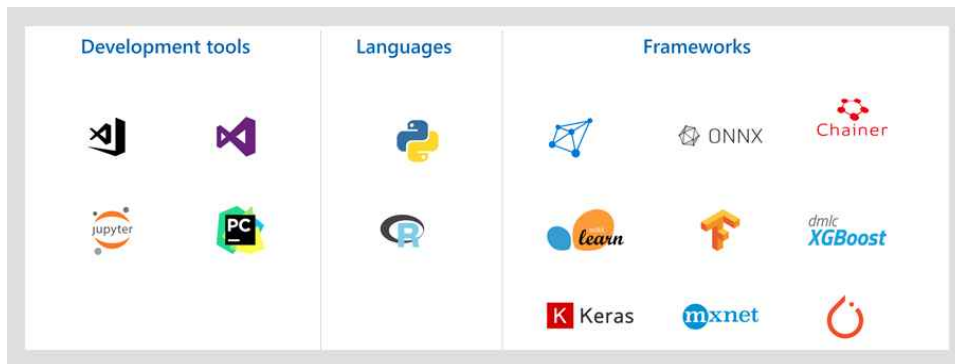 Development tools
Languages
Frameworks
ONNX
Chainer
jupyter
PC
R
learn
dmlc
XGBoost
K Keras
mxnet